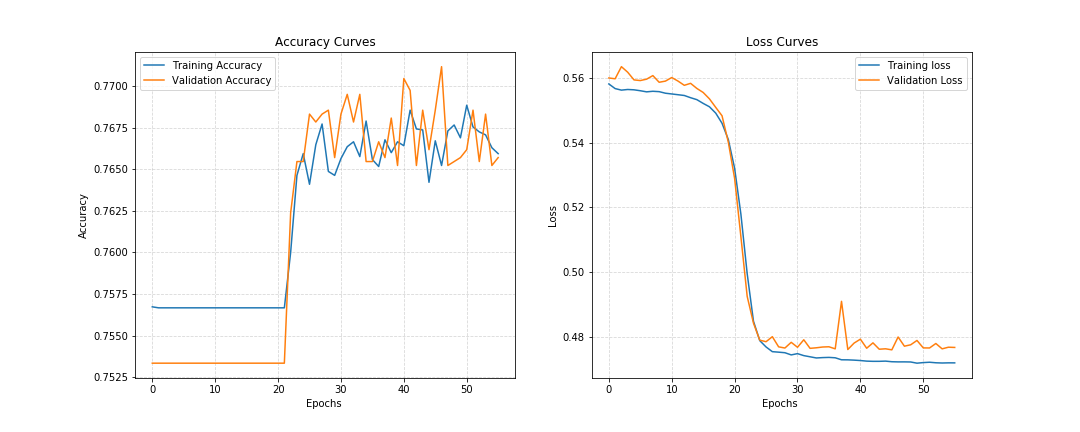 Accuracy Curves
Training Accuracy
Validation Accuracy
0.7700
0.7675
0.7650
0.7625
0.7600
0.7575
0.7550
0.7525
Accuracy
0 10 20 30 40 50
Epochs
Loss Curves
Training loss
Validation Loss
0.56
0.54
0.52
0.50
0.48
Loss
0 10 20 30 40 50
Epochs